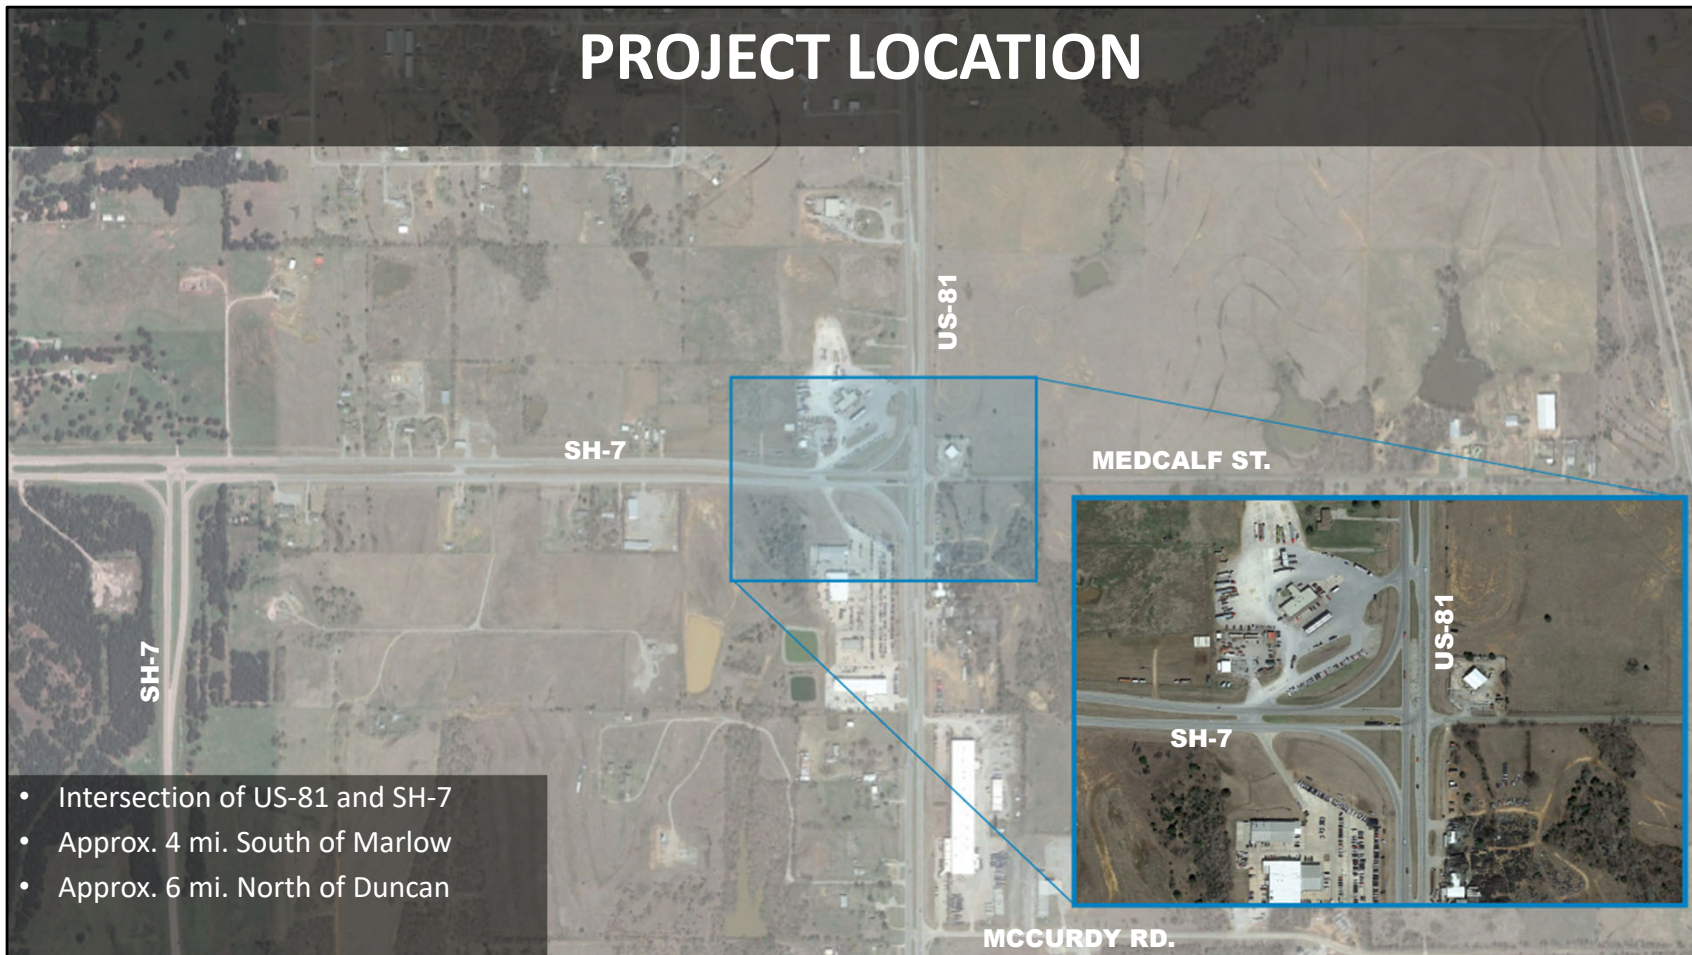 PROJECT LOCATION
US-81
SH-7
MEDCALF ST.
US-81
SH-7
SH-7
• Intersection of US-81 and SH-7
• Approx. 4 mi. South of Marlow
• Approx. 6 mi. North of Duncan
MCCURDY RD.